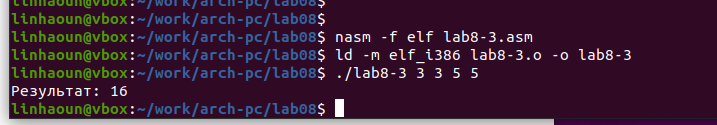 linhaoun@vbox:~/work/arch-pc/lab08$
linhaoun@vbox:~/work/arch-pc/lab08$
linhaoun@vbox:~/work/arch-pc/lab08$ nasm -f elf lab8-3.asm
linhaoun@vbox:~/work/arch-pc/lab08$ ld -m elf_i386 lab8-3.o -o lab8-3
linhaoun@vbox:~/work/arch-pc/lab08$ ./lab8-3 3 3 5 5
Результат: 16
linhaoun@vbox:~/work/arch-pc/lab08$